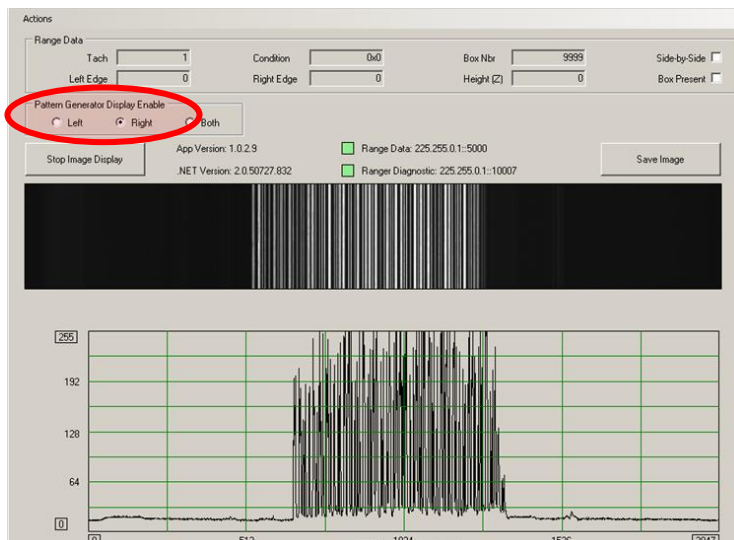 Actions
Range Data
Tach 1 Condition 0x0 Box Nbr 9999 Side-by-Side
Left Edge 0 Right Edge 0 Height (Z) 0 Box Present
Pattern Generator Display Enable
Left Right Both
Stop Image Display App Version: 1.0.2.9 Range Data: 225.255.0.1::5000 Save Image
.NET Version: 2.0.50727.832 Ranger Diagnostic: 225.255.0.1::10007
255
192
128
64
0
0 512 1024 1536 2047